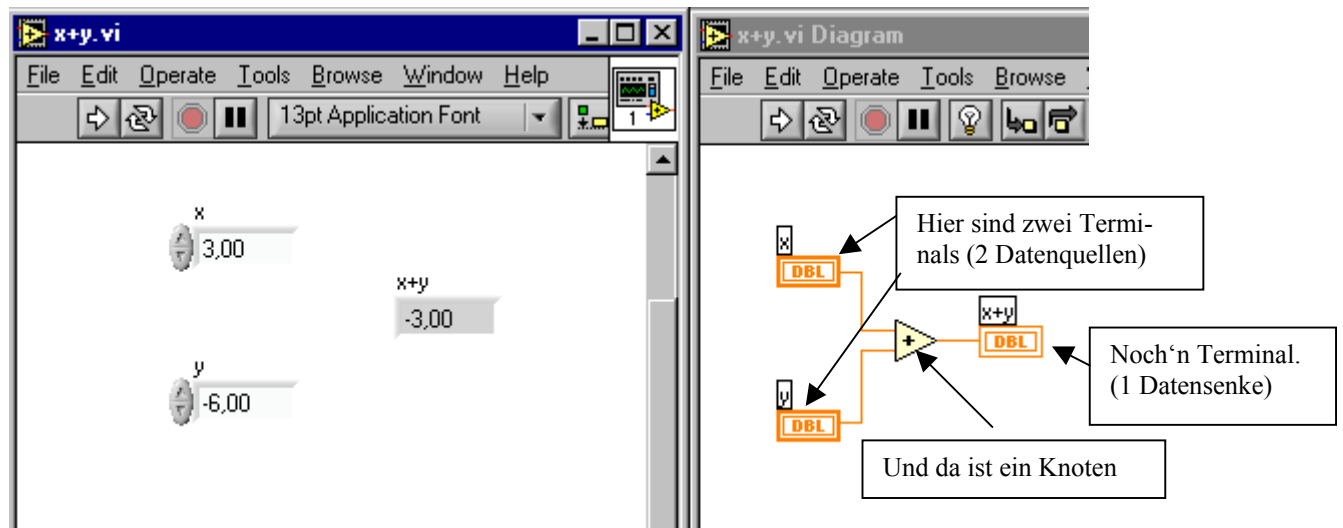 x+y.vi
File Edit Operate Tools Browse Window Help
13pt Application Font
1
x
3,00
x+y
-3,00
y
-6,00
x+y.vi Diagram
File Edit Operate Tools Browse
x
DBL
Hier sind zwei Termi-
nals (2 Datenquellen)
x+y
DBL
+
Noch‘n Terminal.
(1 Datensenke)
y
DBL
Und da ist ein Knoten